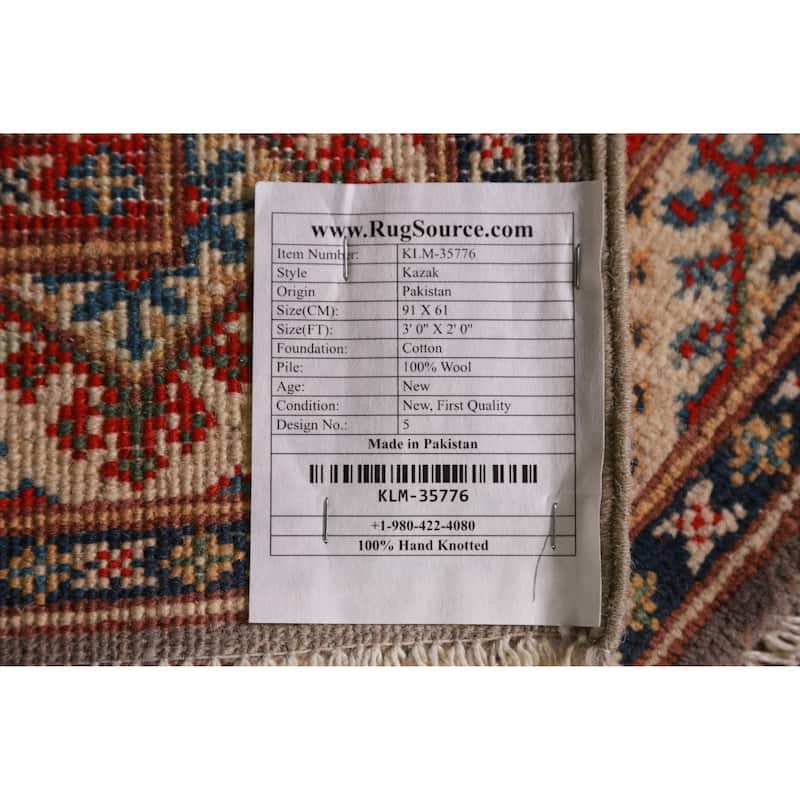 www.RugSource.com
Item Number: KLM-35776
Style Kazak
Origin Pakistan
Size(CM): 91 X 61
Size(FT): 3' 0" X 2' 0"
Foundation: Cotton
Pile: 100% Wool
Age: New
Condition: New, First Quality
Design No.: 5
Made in Pakistan
KLM-35776
+1-980-422-4080
100% Hand Knotted